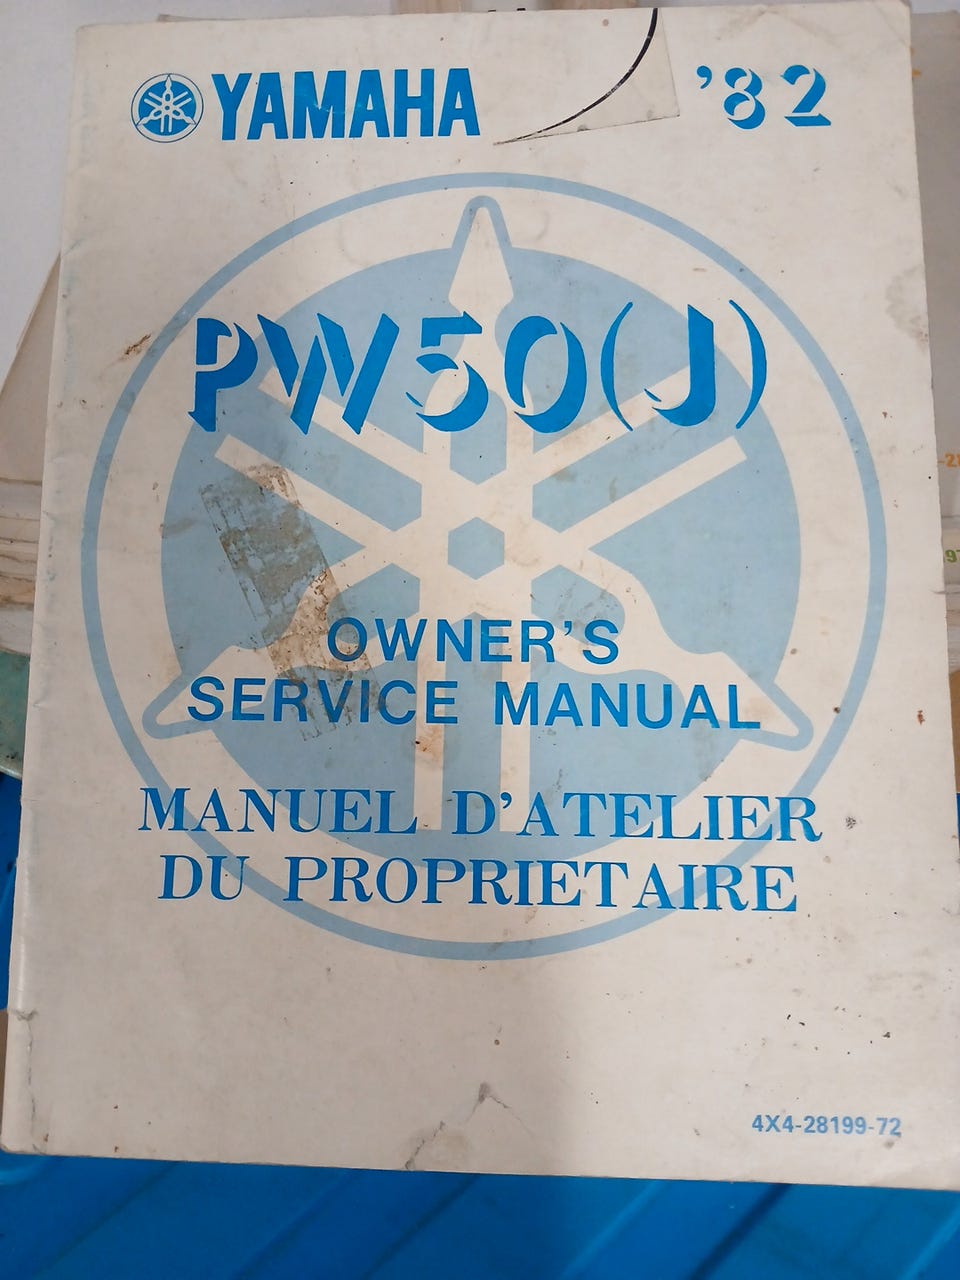 YAMAHA '82
PW50(J)
OWNER'S
SERVICE MANUAL
MANUEL D'ATELIER
DU PROPRIETAIRE
4X4-28199-72